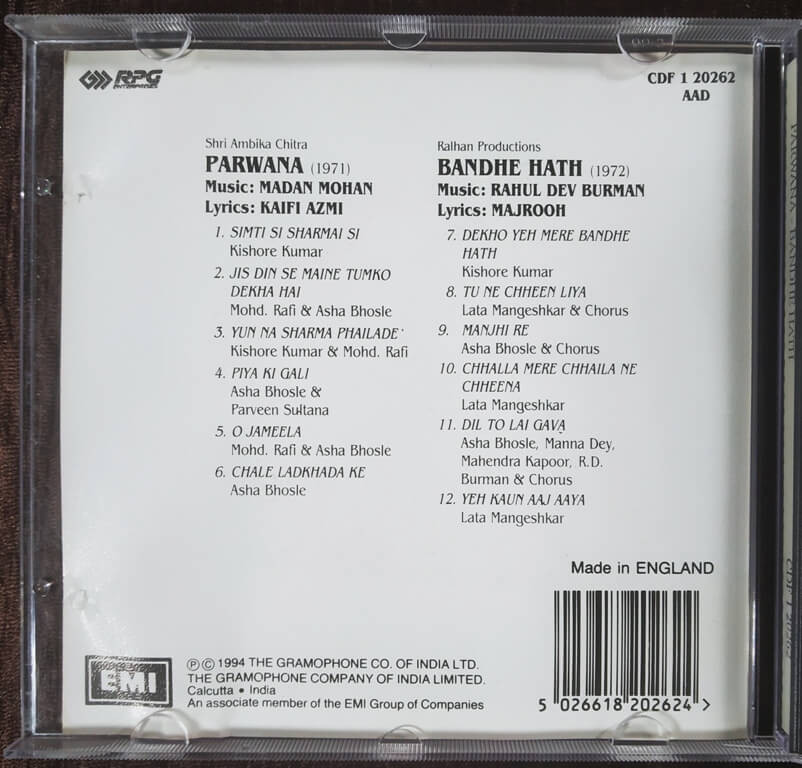 RPG
ENTERPRISES
CDF 1 20262
AAD
Shri Ambika Chitra
PARWANA (1971)
Music: MADAN MOHAN
Lyrics: KAIFI AZMI
1. SIMTI SI SHARMAI SI
Kishore Kumar
2. JIS DIN SE MAINE TUMKO
DEKHA HAI
Mohd. Rafi & Asha Bhosle
3. YUN NA SHARMA PHAILADE
Kishore Kumar & Mohd. Rafi
4. PIYA KI GALI
Asha Bhosle &
Parveen Sultana
5. O JAMEELA
Mohd. Rafi & Asha Bhosle
6. CHALE LADKHADA KE
Asha Bhosle
Ralhan Productions
BANDHE HATH (1972)
Music: RAHUL DEV BURMAN
Lyrics: MAJROOH
7. DEKHO YEH MERE BANDHE
HATH
Kishore Kumar
8. TU NE CHHEEN LIYA
Lata Mangeshkar & Chorus
9. MANJHI RE
Asha Bhosle & Chorus
10. CHHALLA MERE CHHAILA NE
CHHEENA
Lata Mangeshkar
11. DIL TO LAI GAVA
Asha Bhosle, Manna Dey,
Mahendra Kapoor, R.D.
Burman & Chorus
12. YEH KAUN AAJ AAYA
Lata Mangeshkar
Made in ENGLAND
5 026618 202624 >
EMI
Ⓟ © 1994 THE GRAMOPHONE CO. OF INDIA LTD.
THE GRAMOPHONE COMPANY OF INDIA LIMITED.
Calcutta • India
An associate member of the EMI Group of Companies
PARWANA · BANDHE HATH
CDF 1 20262